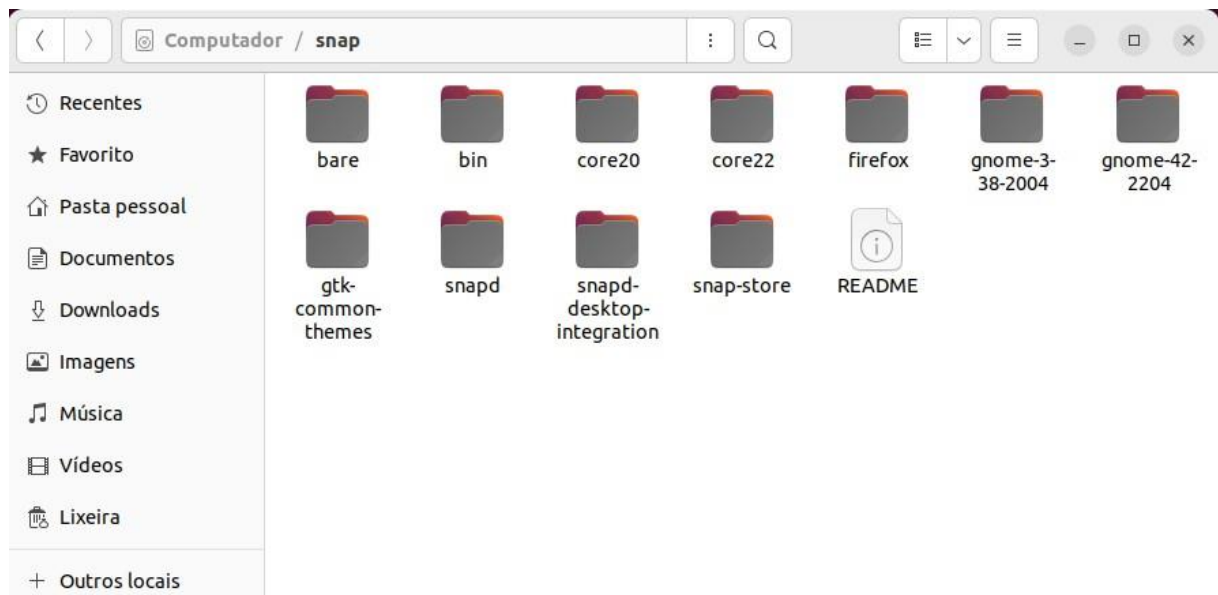 Computador / snap
Recentes
Favorito
Pasta pessoal
Documentos
Downloads
Imagens
Música
Vídeos
Lixeira
+ Outros locais
bare
bin
core20
core22
firefox
gnome-3-
38-2004
gnome-42-
2204
gtk-
common-
themes
snapd
snapd-
desktop-
integration
snap-store
README